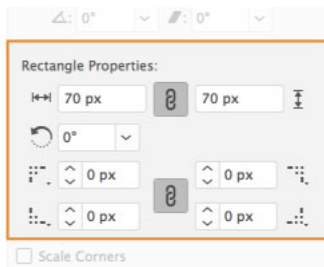 0° 0°
Rectangle Properties:
70 px 70 px
0°
0 px 0 px
0 px 0 px
Scale Corners